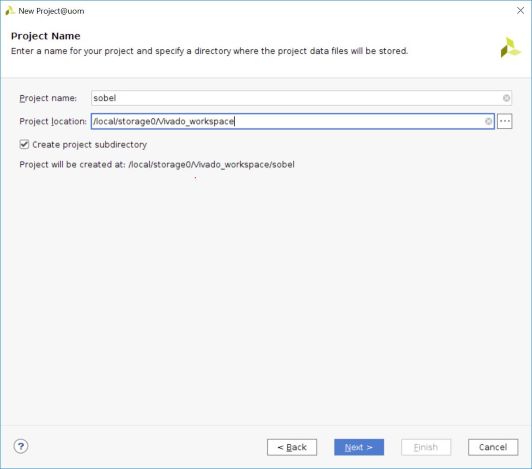 New Project@uom
Project Name
Enter a name for your project and specify a directory where the project data files will be stored.
Project name: sobel
Project location: /local/storage0/Vivado_workspace
Create project subdirectory
Project will be created at: /local/storage0/Vivado_workspace/sobel
? < Back Next > Finish Cancel